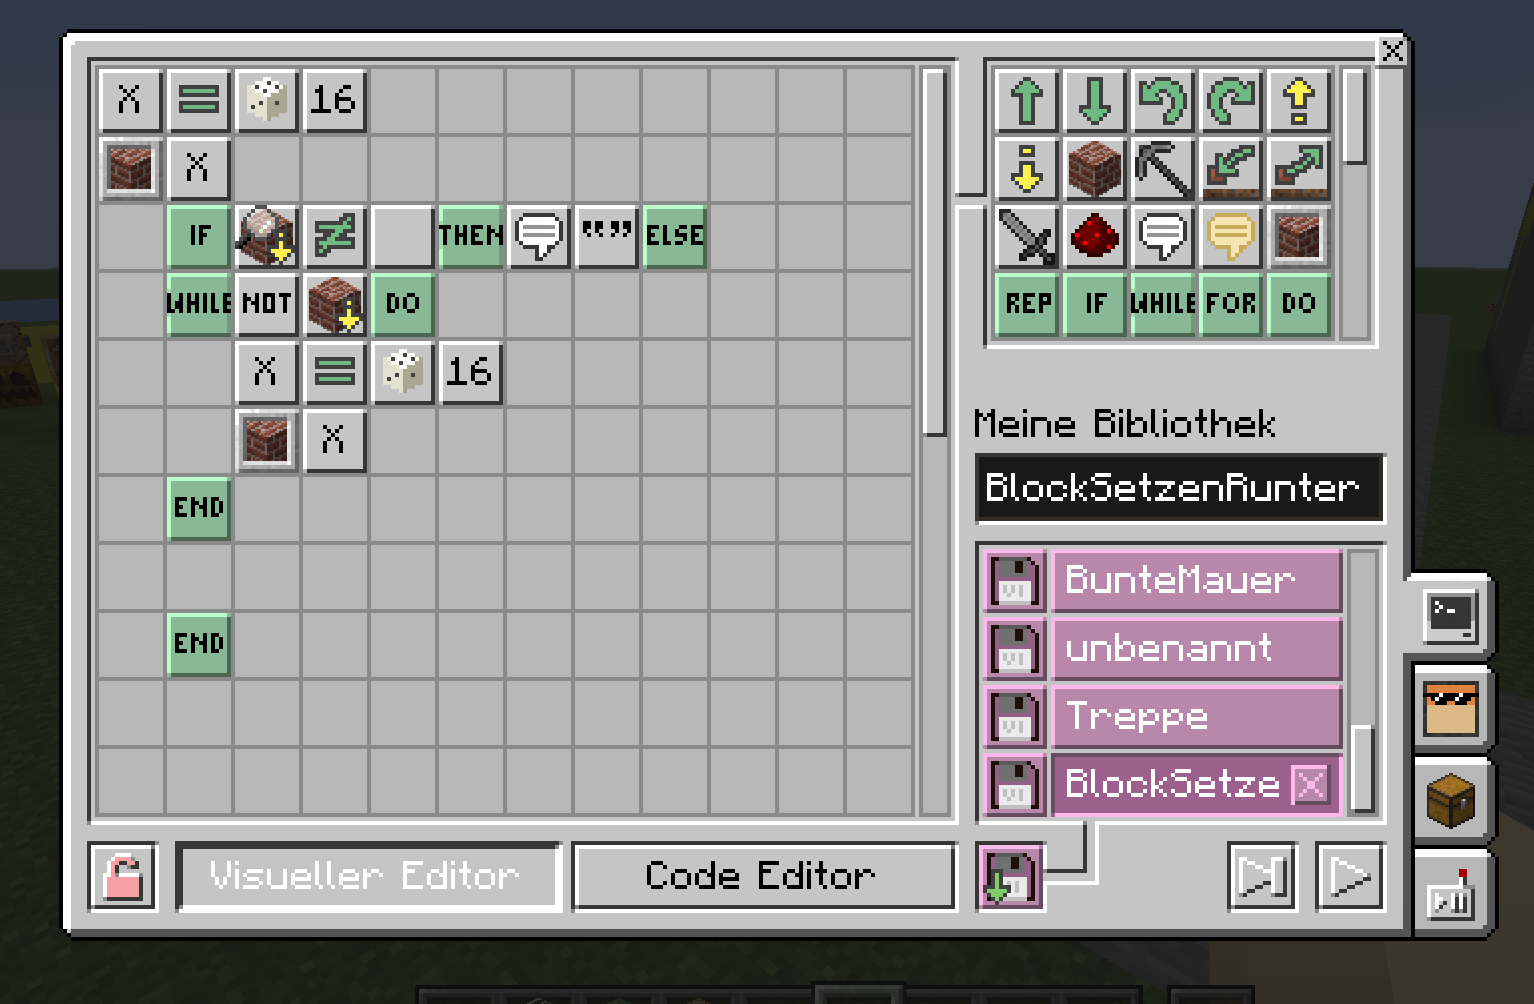 X 16
X
IF THEN "" ELSE
WHILE NOT DO
X 16
X
END
END
REP IF WHILE FOR DO
Meine Bibliothek
BlockSetzenRunter
BunteMauer
unbenannt
Treppe
BlockSetze
Visueller Editor
Code Editor